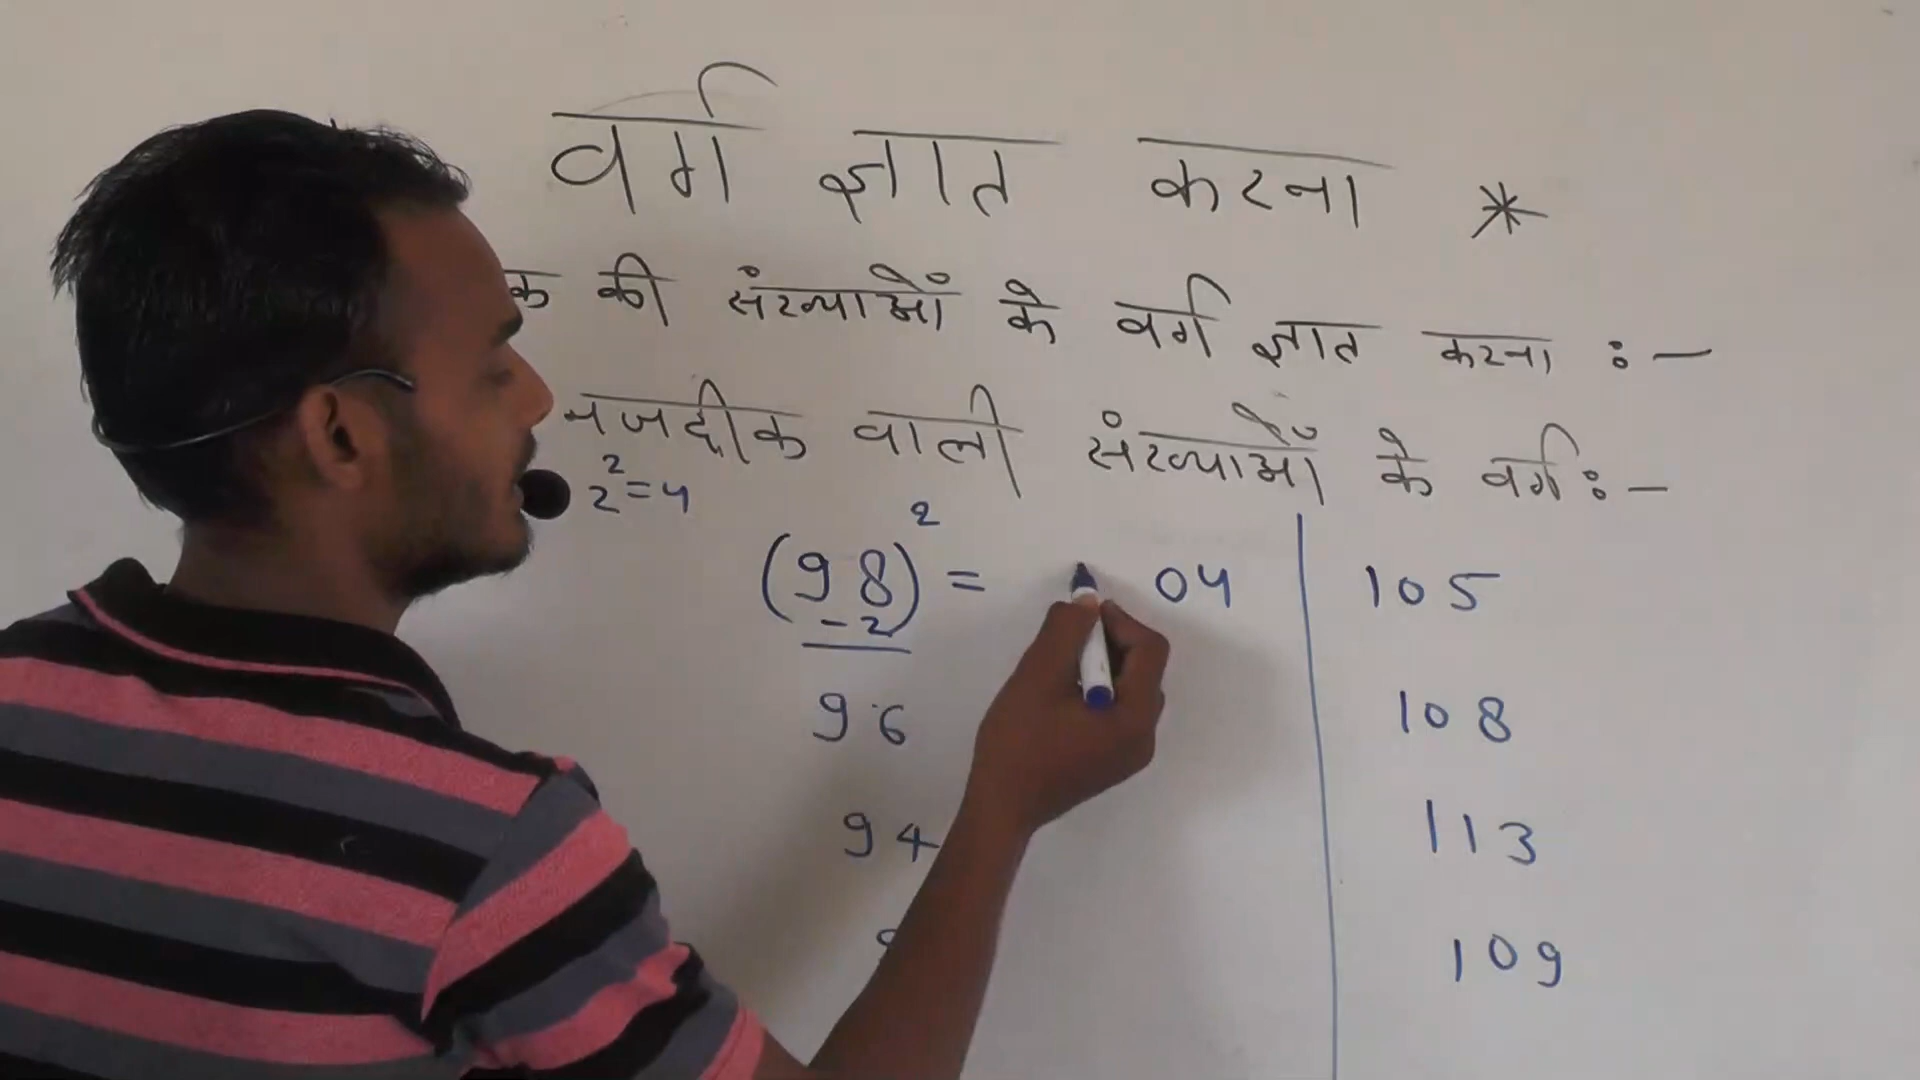 वर्ग ज्ञात करना *
क की संख्याओं के वर्ग ज्ञात करना :-
नजदीक वाली संख्याओं के वर्ग :-
2² = 4
(98)² = 04
-2
96
94
105
108
113
109